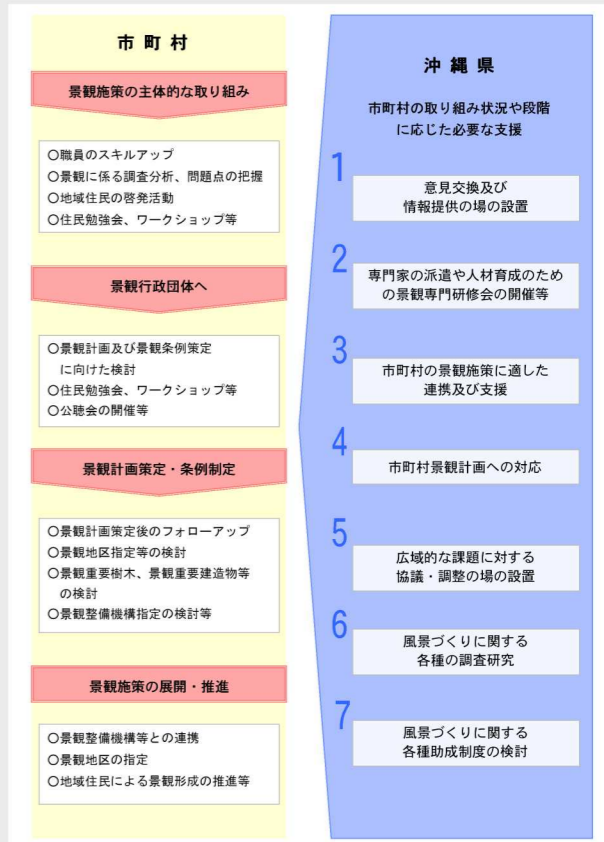 市町村
景観施策の主体的な取り組み
〇職員のスキルアップ
〇景観に係る調査分析、問題点の把握
〇地域住民の啓発活動
〇住民勉強会、ワークショップ等
景観行政団体へ
〇景観計画及び景観条例策定
に向けた検討
〇住民勉強会、ワークショップ等
〇公聴会の開催等
景観計画策定・条例制定
〇景観計画策定後のフォローアップ
〇景観地区指定等の検討
〇景観重要樹木、景観重要建造物等
の検討
〇景観整備機構指定の検討等
景観施策の展開・推進
〇景観整備機構等との連携
〇景観地区の指定
〇地域住民による景観形成の推進等
沖縄県
市町村の取り組み状況や段階
に応じた必要な支援
1
意見交換及び
情報提供の場の設置
2
専門家の派遣や人材育成のため
の景観専門研修会の開催等
3
市町村の景観施策に適した
連携及び支援
4
市町村景観計画への対応
5
広域的な課題に対する
協議・調整の場の設置
6
風景づくりに関する
各種の調査研究
7
風景づくりに関する
各種助成制度の検討